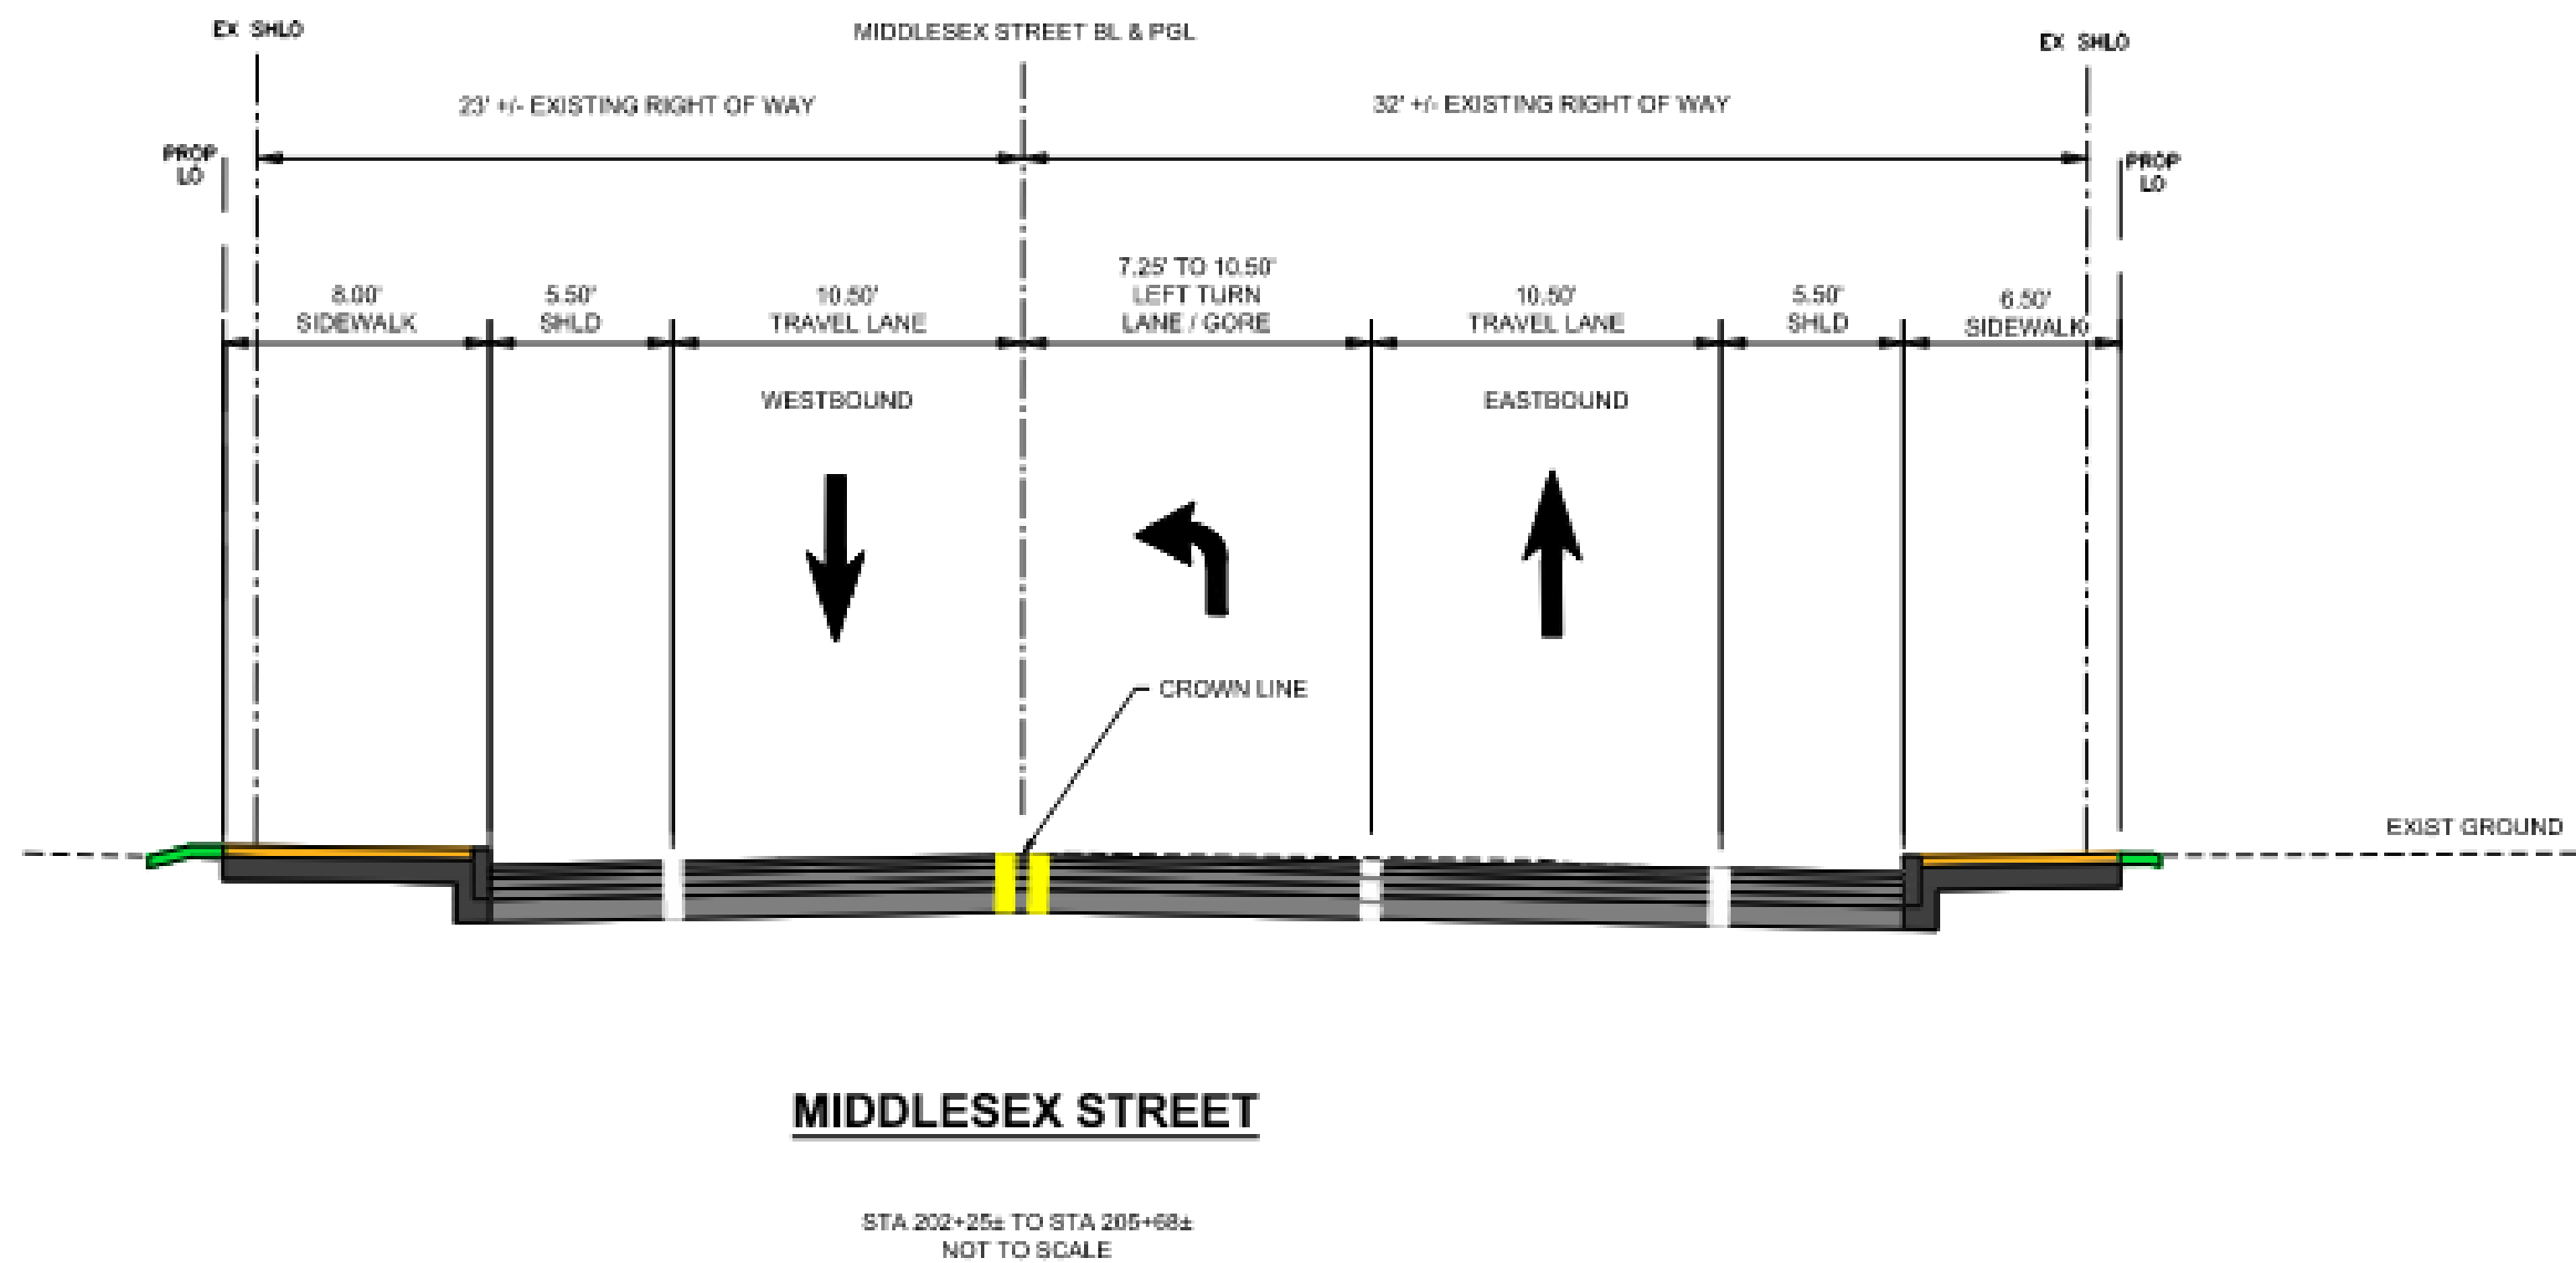 EX SHLO
MIDDLESEX STREET BL & PGL
EX SHLO
23' +/- EXISTING RIGHT OF WAY
32' +/- EXISTING RIGHT OF WAY
PROP
LO
PROP
LO
8.00'
SIDEWALK
5.50'
SHLD
10.50'
TRAVEL LANE
7.25' TO 10.50'
LEFT TURN
LANE / GORE
10.50'
TRAVEL LANE
5.50'
SHLD
6.50'
SIDEWALK
WESTBOUND
EASTBOUND
CROWN LINE
EXIST GROUND
MIDDLESEX STREET
STA 202+25± TO STA 205+68±
NOT TO SCALE